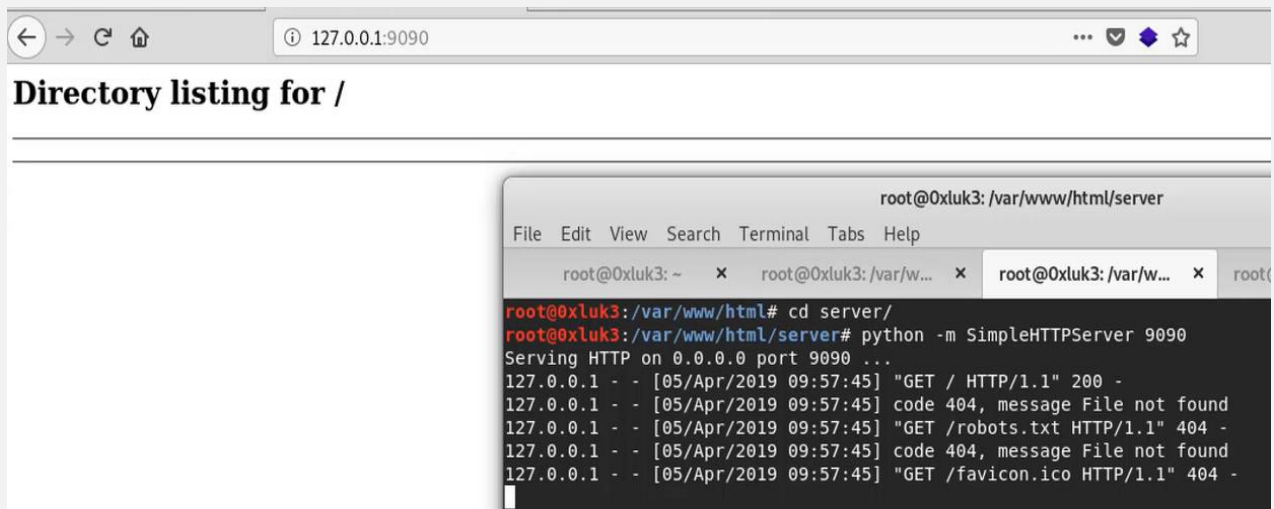 127.0.0.1:9090
Directory listing for /
root@0xluk3: /var/www/html/server
File Edit View Search Terminal Tabs Help
root@0xluk3: ~ × root@0xluk3: /var/w... × root@0xluk3: /var/w... × root
root@0xluk3:/var/www/html# cd server/
root@0xluk3:/var/www/html/server# python -m SimpleHTTPServer 9090
Serving HTTP on 0.0.0.0 port 9090 ...
127.0.0.1 - - [05/Apr/2019 09:57:45] "GET / HTTP/1.1" 200 -
127.0.0.1 - - [05/Apr/2019 09:57:45] code 404, message File not found
127.0.0.1 - - [05/Apr/2019 09:57:45] "GET /robots.txt HTTP/1.1" 404 -
127.0.0.1 - - [05/Apr/2019 09:57:45] code 404, message File not found
127.0.0.1 - - [05/Apr/2019 09:57:45] "GET /favicon.ico HTTP/1.1" 404 -